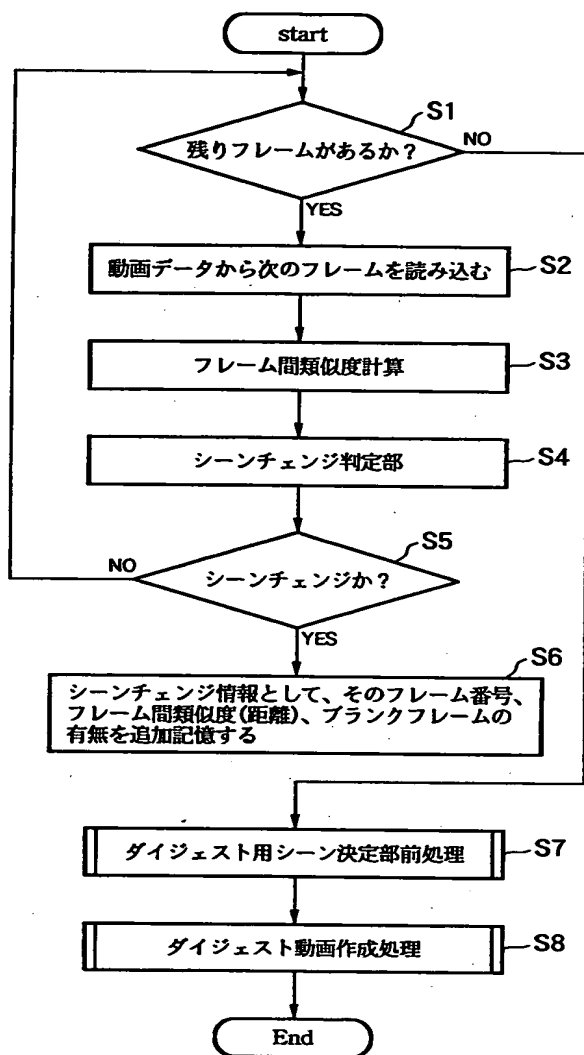 start
S1
残りフレームがあるか？
NO
YES
動画データから次のフレームを読み込む
S2
フレーム間類似度計算
S3
シーンチェンジ判定部
S4
S5
NO
シーンチェンジか？
YES
S6
シーンチェンジ情報として、そのフレーム番号、
フレーム間類似度(距離)、ブランクフレームの
有無を追加記憶する
ダイジェスト用シーン決定部前処理
S7
ダイジェスト動画作成処理
S8
End